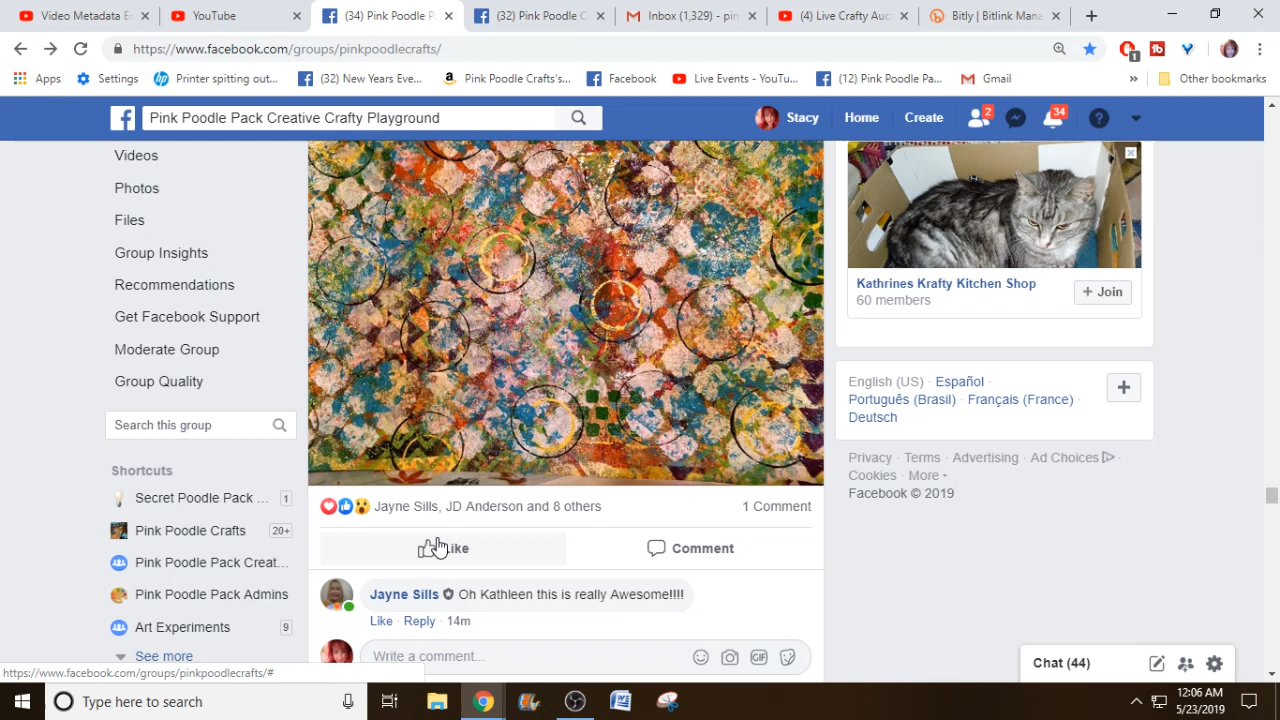 Video Metadata Ex
YouTube
(34) Pink Poodle P
(32) Pink Poodle C
Inbox (1,329) - pin
(4) Live Crafty Auc
Bitly | Bitlink Mana
https://www.facebook.com/groups/pinkpoodlecrafts/
1
Apps
Settings
Printer spitting out...
(32) New Years Eve...
Pink Poodle Crafts's...
Facebook
Live Events - YouTu...
(12) Pink Poodle Pa...
Gmail
»
Other bookmarks
Pink Poodle Pack Creative Crafty Playground
Stacy
Home
Create
2
34
Videos
Photos
Files
Group Insights
Recommendations
Get Facebook Support
Moderate Group
Group Quality
Search this group
Shortcuts
Secret Poodle Pack ... 1
Pink Poodle Crafts 20+
Pink Poodle Pack Creat...
Pink Poodle Pack Admins
Art Experiments 9
See more
Jayne Sills, JD Anderson and 8 others
1 Comment
Like
Comment
Jayne Sills Oh Kathleen this is really Awesome!!!!
Like · Reply · 14m
Write a comment...
GIF
Kathrines Krafty Kitchen Shop
60 members
+ Join
English (US) · Español ·
Português (Brasil) · Français (France) ·
Deutsch
Privacy · Terms · Advertising · Ad Choices ·
Cookies · More
Facebook © 2019
Chat (44)
https://www.facebook.com/groups/pinkpoodlecrafts/#
Type here to search
12:06 AM
5/23/2019